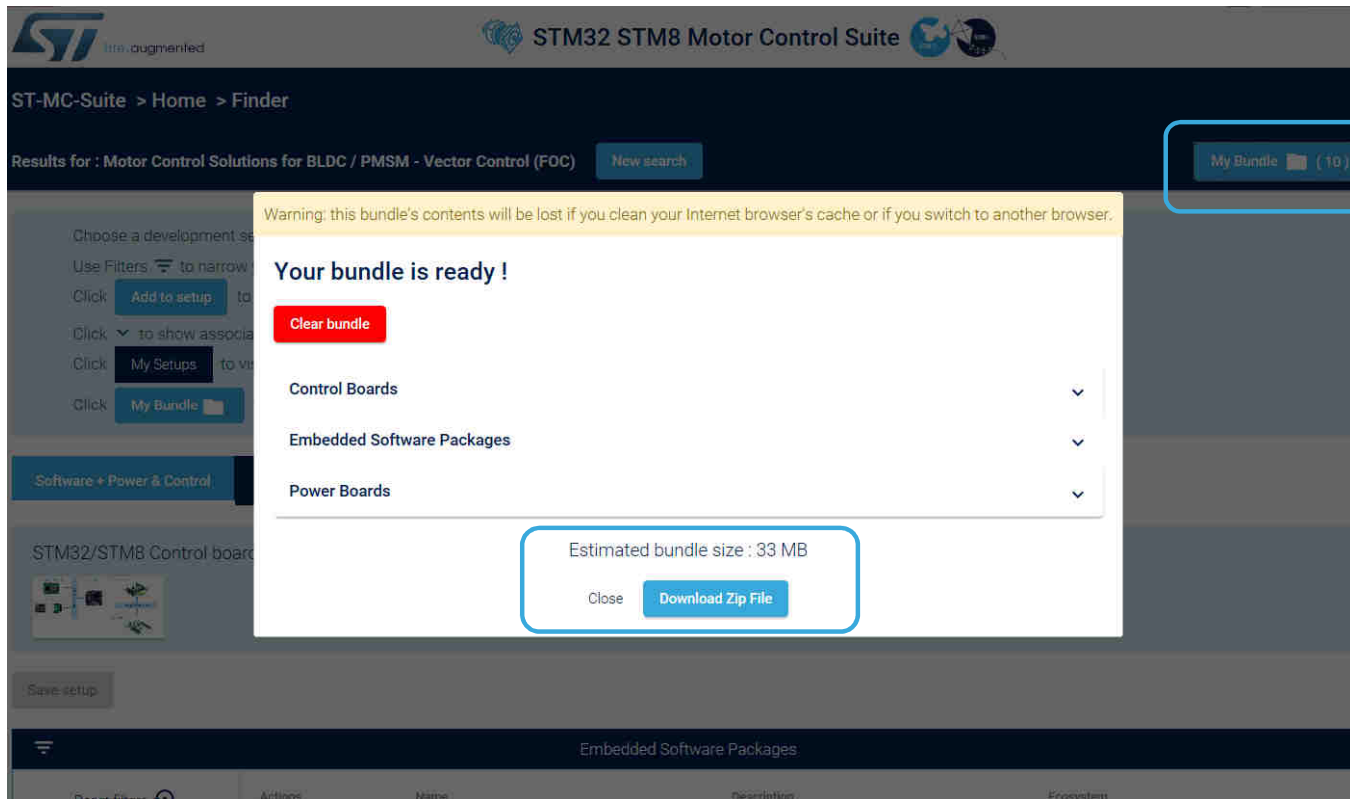 life.augmented
STM32 STM8 Motor Control Suite
ST-MC-Suite > Home > Finder
Results for : Motor Control Solutions for BLDC / PMSM - Vector Control (FOC) New search My Bundle ( 10 )
Warning: this bundle's contents will be lost if you clean your Internet browser's cache or if you switch to another browser.
Choose a development se
Use Filters to narrow
Click Add to setup to
Click to show associa
Click My Setups to vi
Click My Bundle
Your bundle is ready !
Clear bundle
Control Boards
Embedded Software Packages
Power Boards
Estimated bundle size : 33 MB
Close Download Zip File
Software + Power & Control
STM32/STM8 Control board
Save setup
Embedded Software Packages
Reset filters Actions Name Description Ecosystem